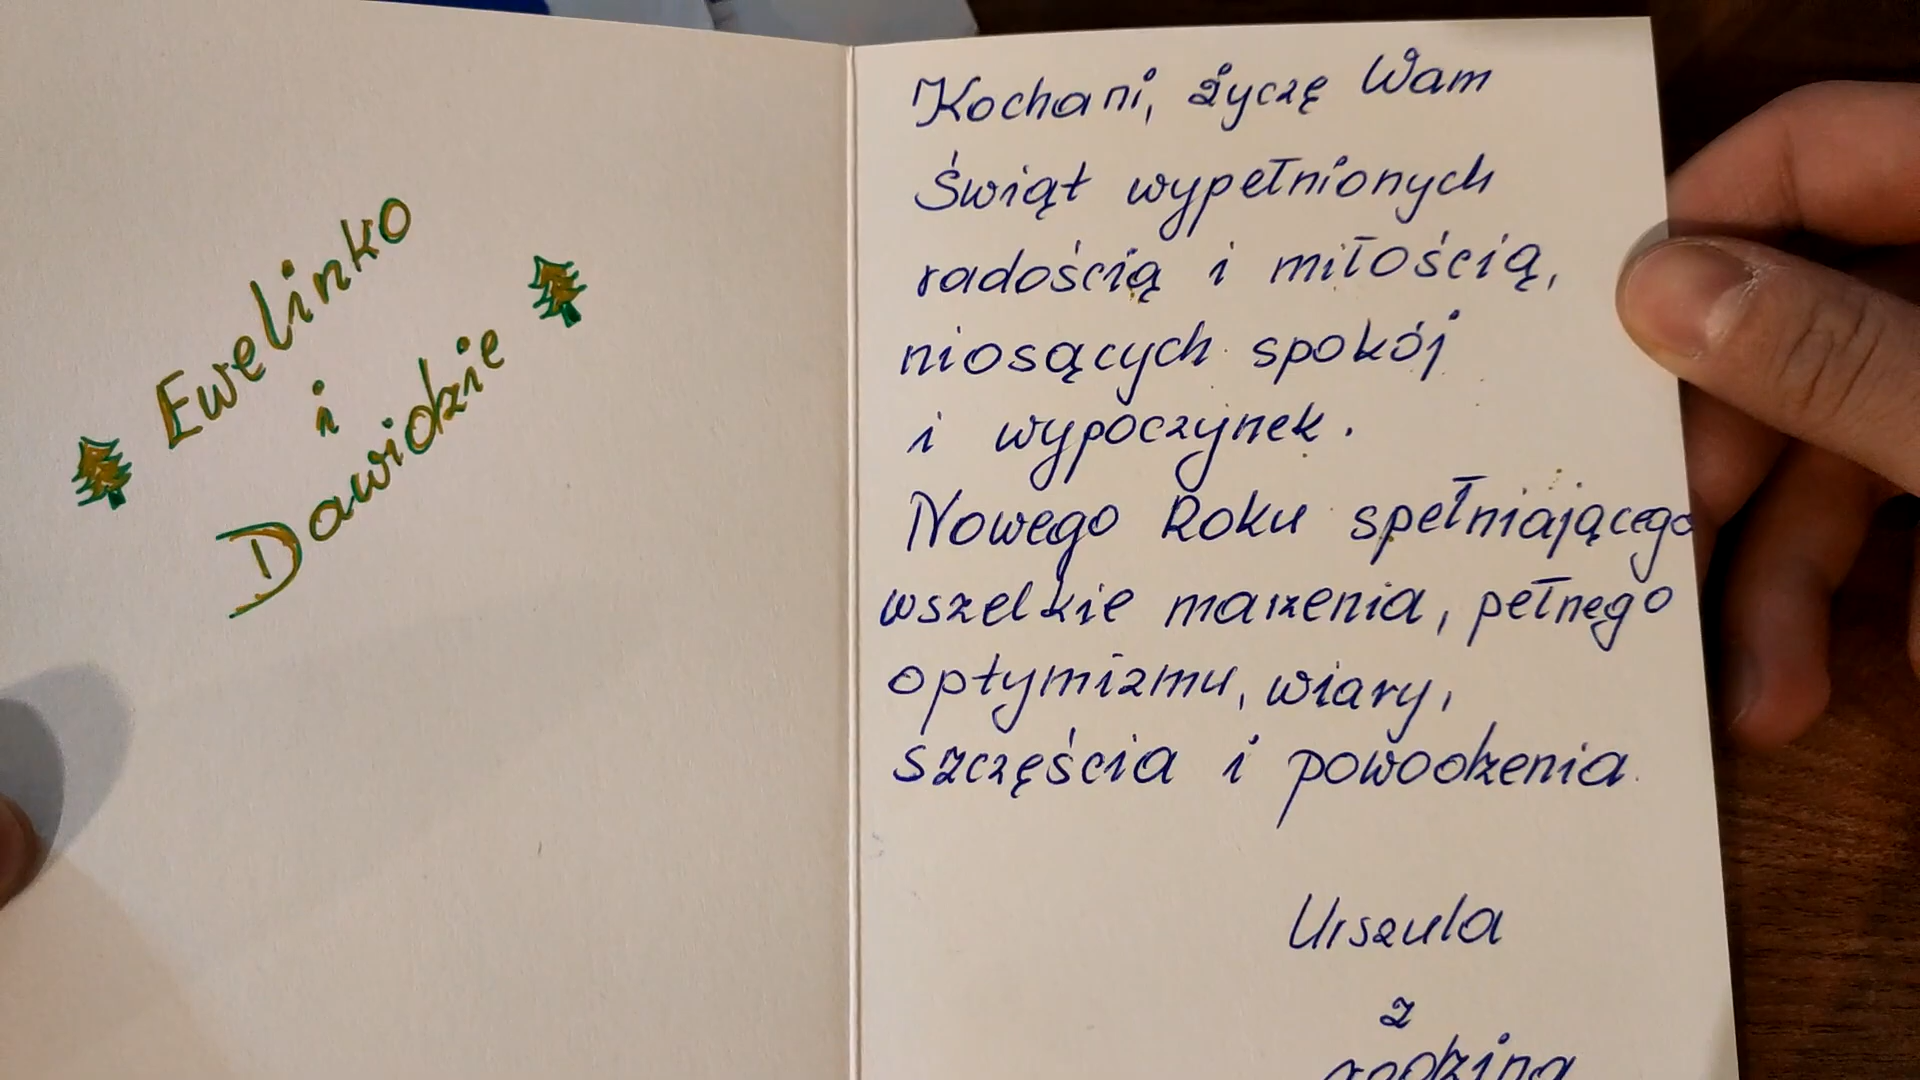 Ewelinko
i
Dawidzie
Kochani, życzę Wam
Świąt wypełnionych
radością i miłością,
niosących spokój
i wypoczynek.
Nowego Roku spełniającego
wszelkie marzenia, pełnego
optymizmu, wiary,
szczęścia i powodzenia.
Urszula
z
rodziną